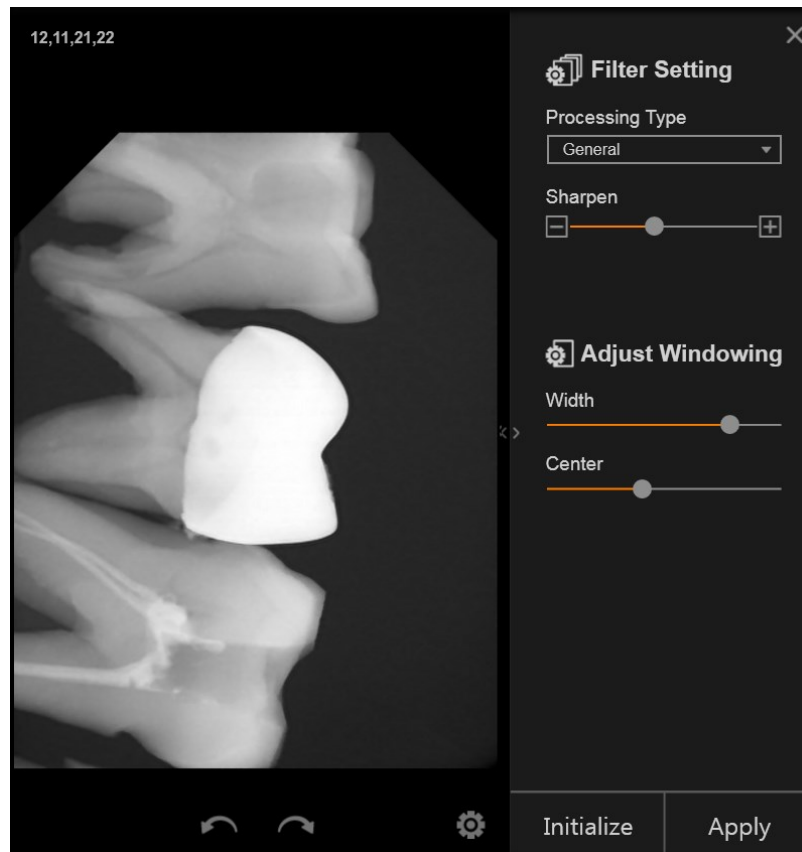 12,11,21,22
Filter Setting
Processing Type
General
Sharpen
Adjust Windowing
Width
Center
Initialize
Apply